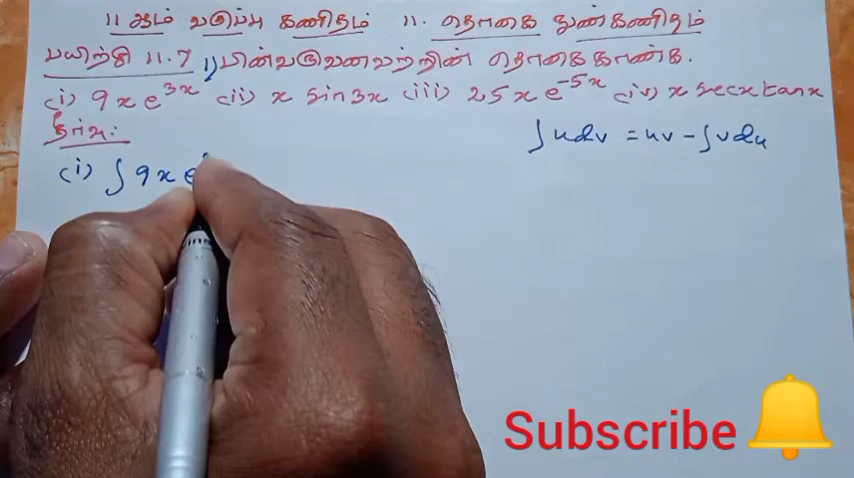 11 ஆம் வகுப்பு கணிதம் 11. தொகை நுண்கணிதம்
பயிற்சி 11.7 1) பின்வருவனவற்றின் தொகை காண்க.
(i) 9xe^{3x} (ii) x sin3x (iii) 25xe^{-5x} (iv) x secx tanx
தீர்வு:
∫udv = uv - ∫vdu
(i) ∫9xe
Subscribe